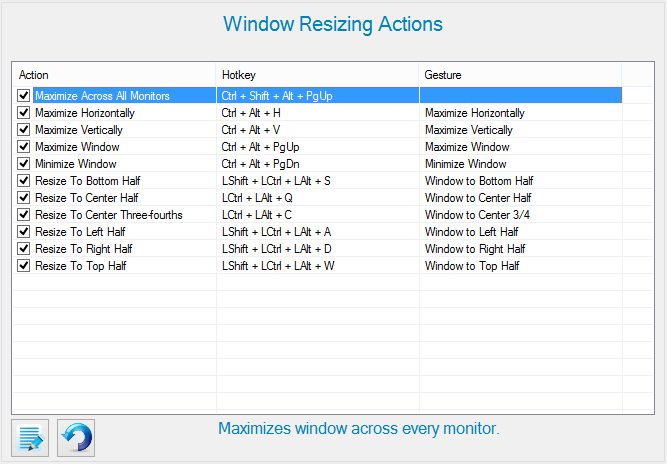 Window Resizing Actions
Action Hotkey Gesture
Maximize Across All Monitors Ctrl + Shift + Alt + PgUp
Maximize Horizontally Ctrl + Alt + H Maximize Horizontally
Maximize Vertically Ctrl + Alt + V Maximize Vertically
Maximize Window Ctrl + Alt + PgUp Maximize Window
Minimize Window Ctrl + Alt + PgDn Minimize Window
Resize To Bottom Half LShift + LCtrl + LAlt + S Window to Bottom Half
Resize To Center Half LCtrl + LAlt + Q Window to Center Half
Resize To Center Three-fourths LCtrl + LAlt + C Window to Center 3/4
Resize To Left Half LShift + LCtrl + LAlt + A Window to Left Half
Resize To Right Half LShift + LCtrl + LAlt + D Window to Right Half
Resize To Top Half LShift + LCtrl + LAlt + W Window to Top Half
Maximizes window across every monitor.